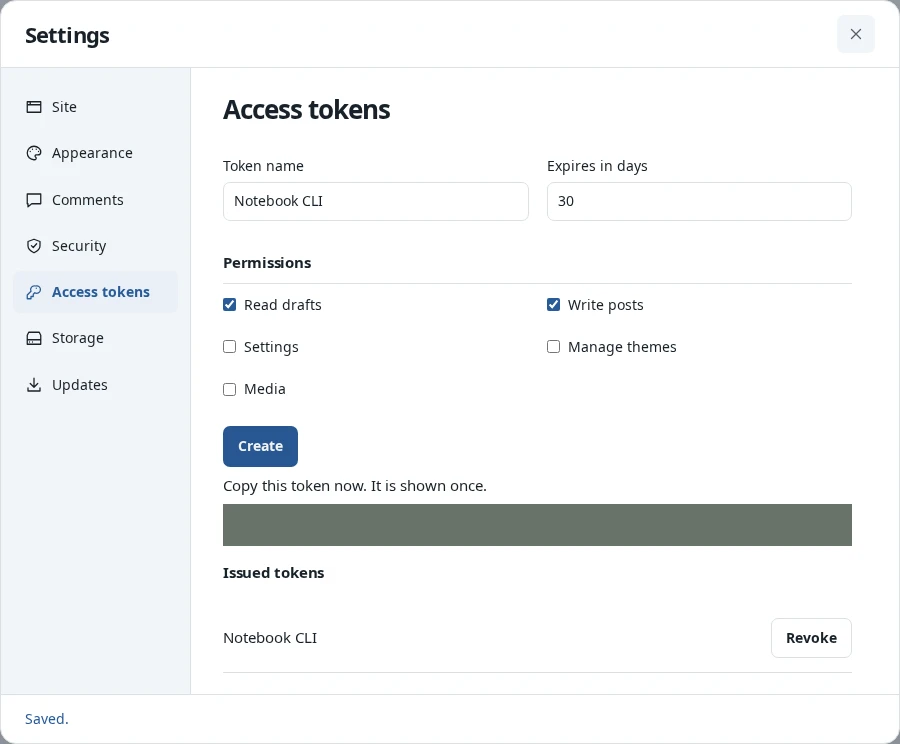 Settings
Site
Appearance
Comments
Security
Access tokens
Storage
Updates
Access tokens
Token name
Expires in days
Notebook CLI
30
Permissions
Read drafts
Write posts
Settings
Manage themes
Media
Create
Copy this token now. It is shown once.
Issued tokens
Notebook CLI
Revoke
Saved.